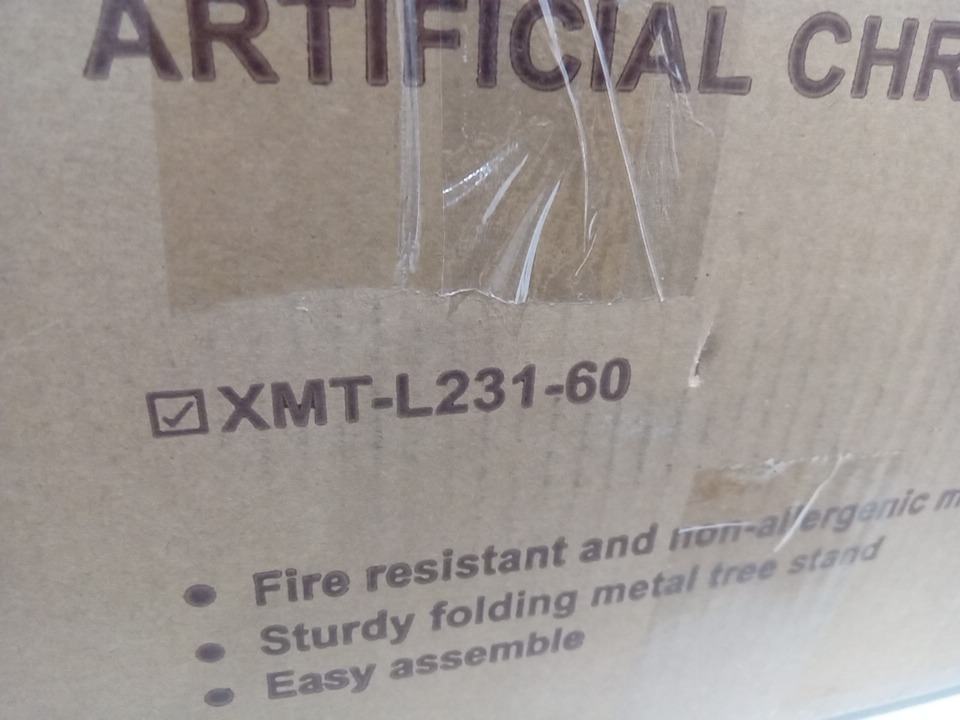 ARTIFICIAL CHR
☑XMT-L231-60
• Fire resistant and non-allergenic m
• Sturdy folding metal tree stand
• Easy assemble